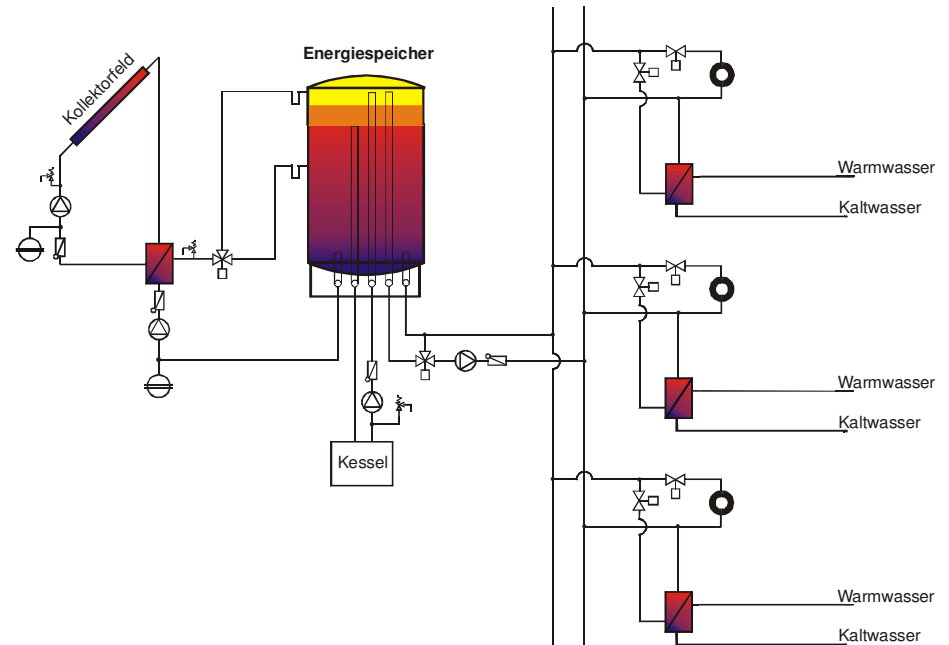 Energiespeicher
Kollektorfeld
Warmwasser
Kaltwasser
Warmwasser
Kaltwasser
Kessel
Warmwasser
Kaltwasser